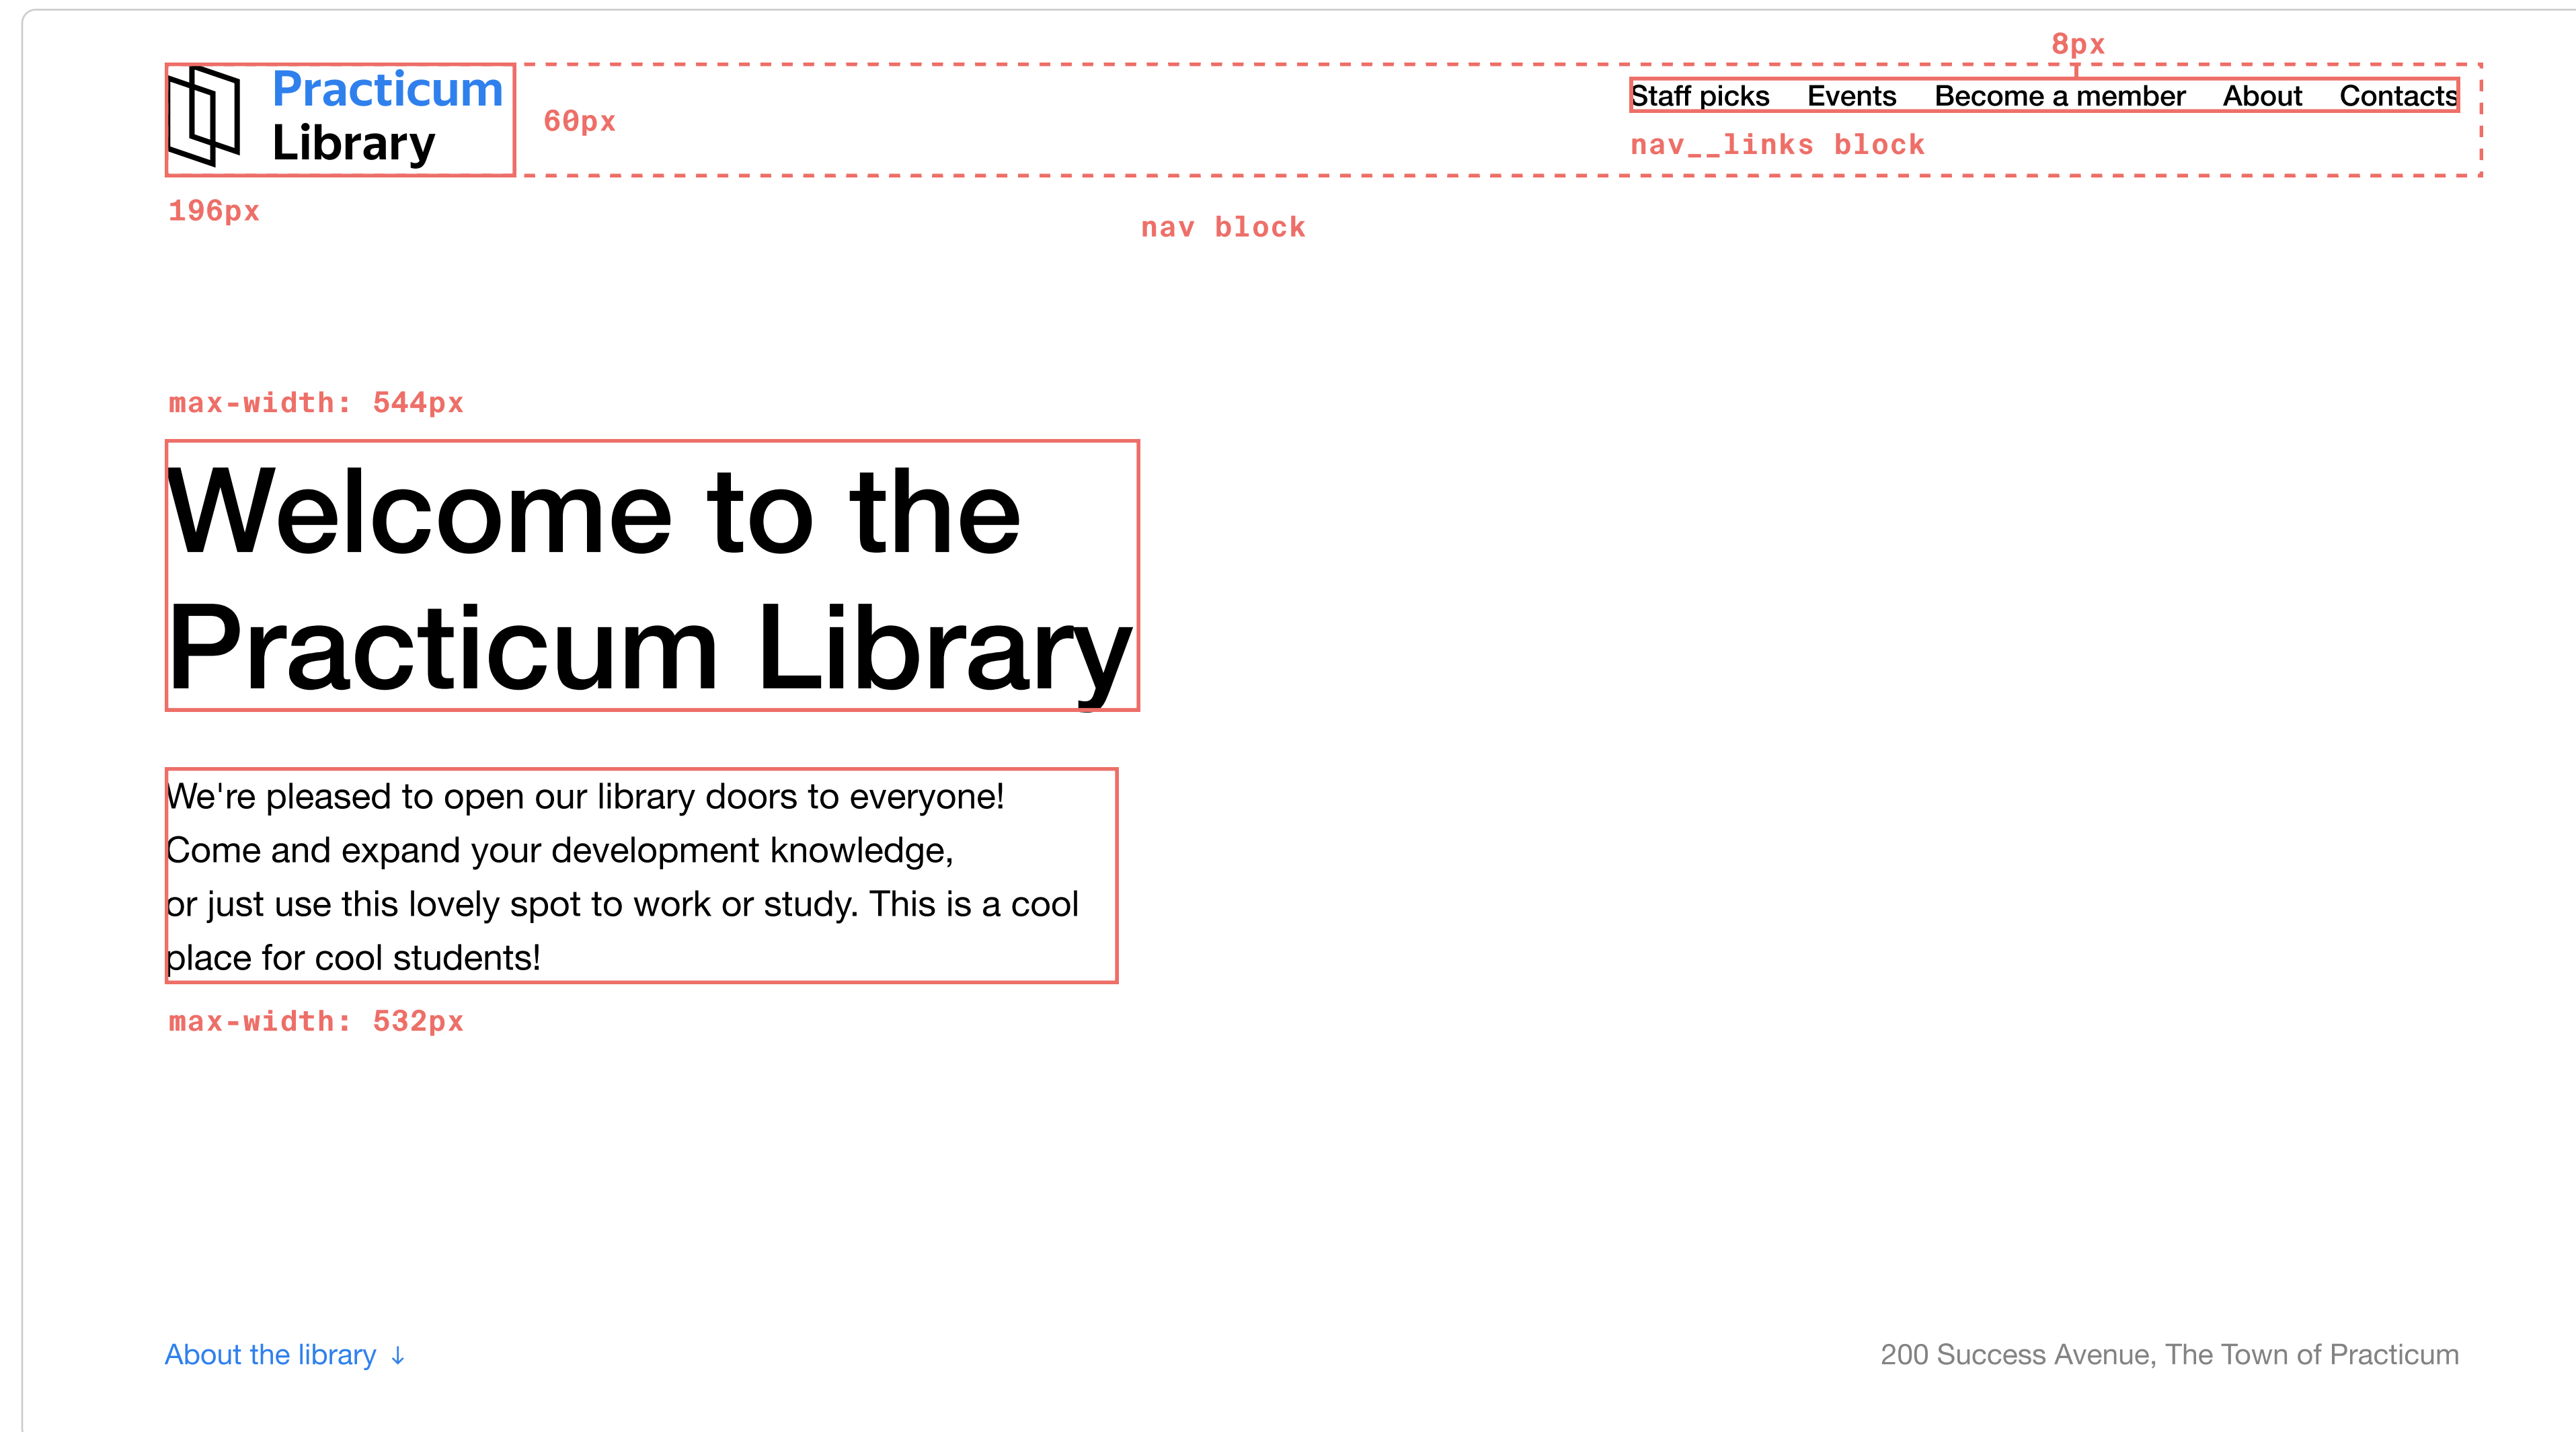 8px
Practicum
Library
60px
Staff picks Events Become a member About Contacts
nav__links block
196px
nav block
max-width: 544px
Welcome to the
Practicum Library
We're pleased to open our library doors to everyone!
Come and expand your development knowledge,
or just use this lovely spot to work or study. This is a cool
place for cool students!
max-width: 532px
About the library ↓
200 Success Avenue, The Town of Practicum